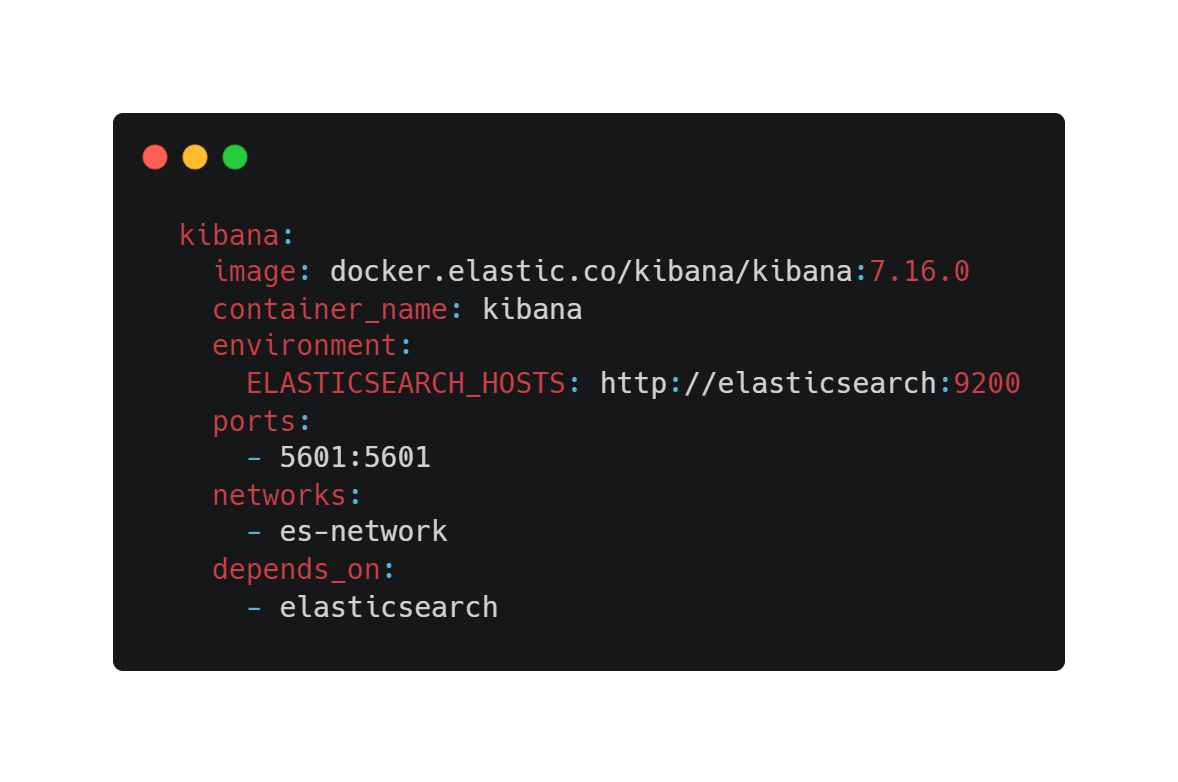 kibana:
  image: docker.elastic.co/kibana/kibana:7.16.0
  container_name: kibana
  environment:
    ELASTICSEARCH_HOSTS: http://elasticsearch:9200
  ports:
    - 5601:5601
  networks:
    - es-network
  depends_on:
    - elasticsearch